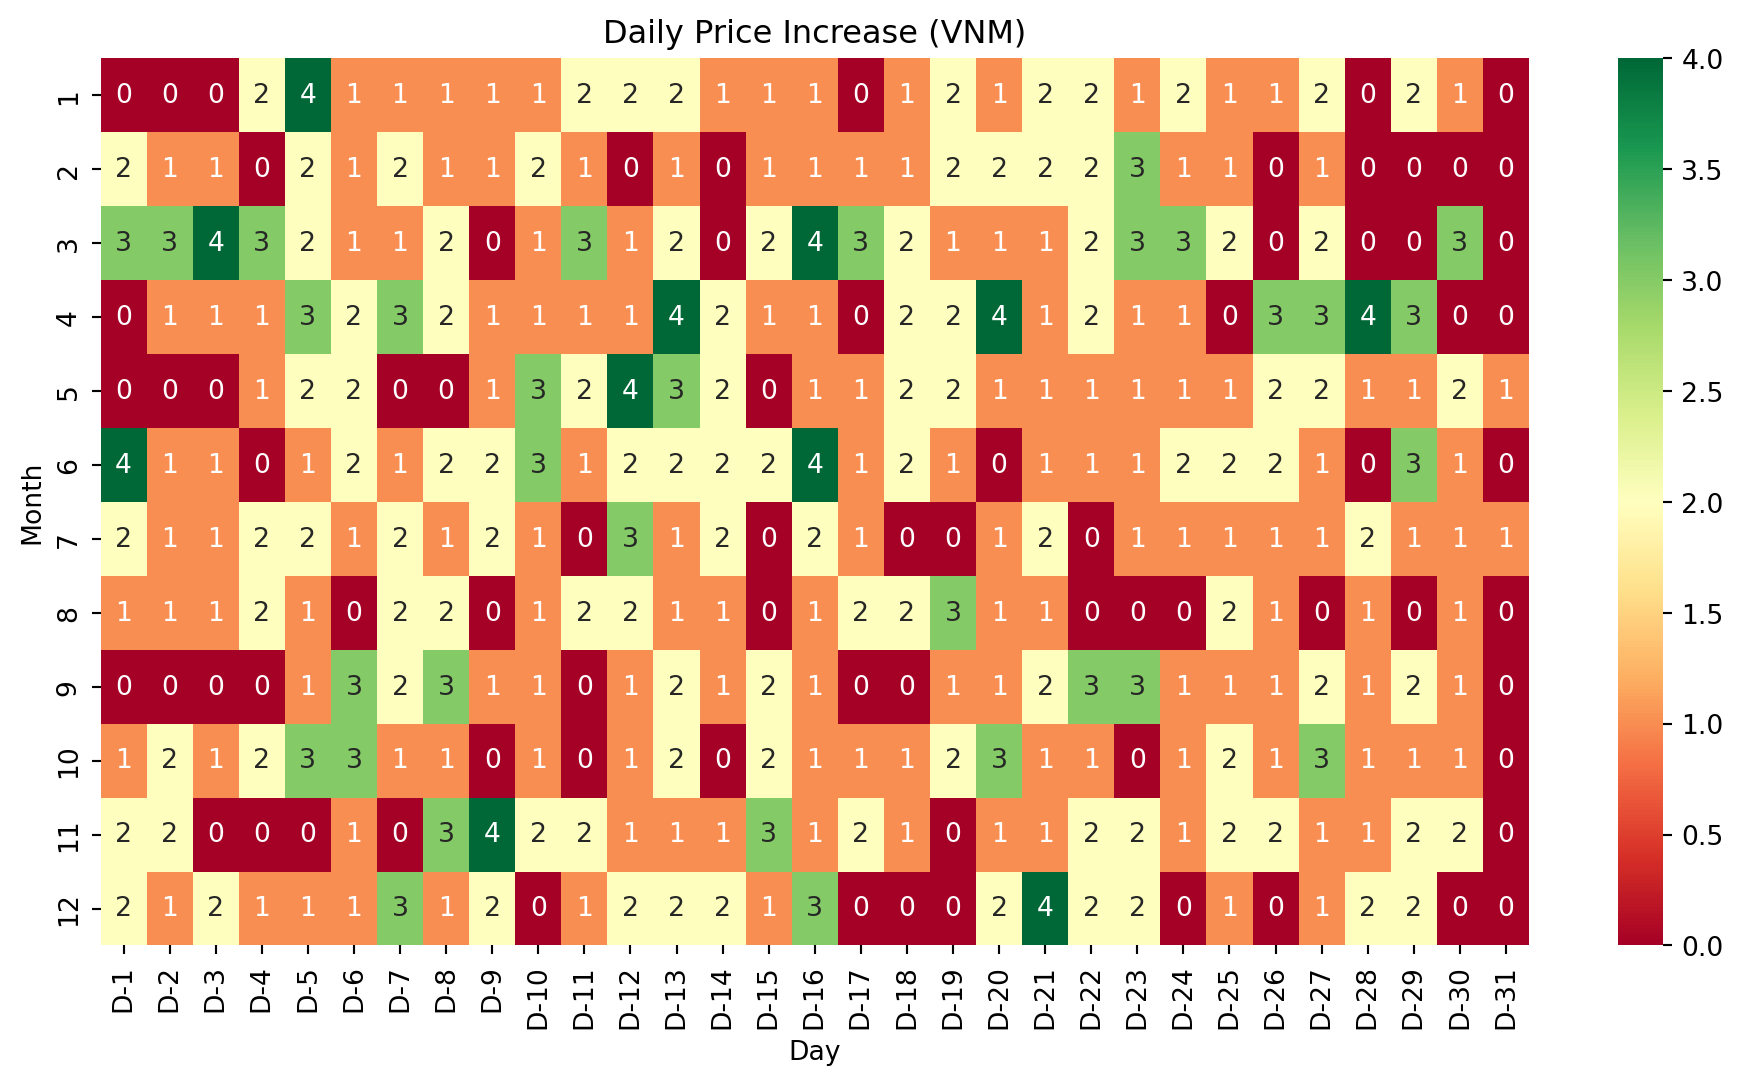 Daily Price Increase (VNM)
1 0 0 0 2 4 1 1 1 1 1 2 2 2 1 1 1 0 1 2 1 2 2 1 2 1 1 2 0 2 1 0
2 2 1 1 0 2 1 2 1 1 2 1 0 1 0 1 1 1 1 2 2 2 2 3 1 1 0 1 0 0 0 0
3 3 3 4 3 2 1 1 2 0 1 3 1 2 0 2 4 3 2 1 1 1 2 3 3 2 0 2 0 0 3 0
4 0 1 1 1 3 2 3 2 1 1 1 1 4 2 1 1 0 2 2 4 1 2 1 1 0 3 3 4 3 0 0
5 0 0 0 1 2 2 0 0 1 3 2 4 3 2 0 1 1 2 2 1 1 1 1 1 1 2 2 1 1 2 1
6 4 1 1 0 1 2 1 2 2 3 1 2 2 2 2 4 1 2 1 0 1 1 1 2 2 2 1 0 3 1 0
7 2 1 1 2 2 1 2 1 2 1 0 3 1 2 0 2 1 0 0 1 2 0 1 1 1 1 1 2 1 1 1
8 1 1 1 2 1 0 2 2 0 1 2 2 1 1 0 1 2 2 3 1 1 0 0 0 2 1 0 1 0 1 0
9 0 0 0 0 1 3 2 3 1 1 0 1 2 1 2 1 0 0 1 1 2 3 3 1 1 1 2 1 2 1 0
10 1 2 1 2 3 3 1 1 0 1 0 1 2 0 2 1 1 1 2 3 1 1 0 1 2 1 3 1 1 1 0
11 2 2 0 0 0 1 0 3 4 2 2 1 1 1 3 1 2 1 0 1 1 2 2 1 2 2 1 1 2 2 0
12 2 1 2 1 1 1 3 1 2 0 1 2 2 2 1 3 0 0 0 2 4 2 2 0 1 0 1 2 2 0 0
Month
D-1 D-2 D-3 D-4 D-5 D-6 D-7 D-8 D-9 D-10 D-11 D-12 D-13 D-14 D-15 D-16 D-17 D-18 D-19 D-20 D-21 D-22 D-23 D-24 D-25 D-26 D-27 D-28 D-29 D-30 D-31
Day
4.0
3.5
3.0
2.5
2.0
1.5
1.0
0.5
0.0